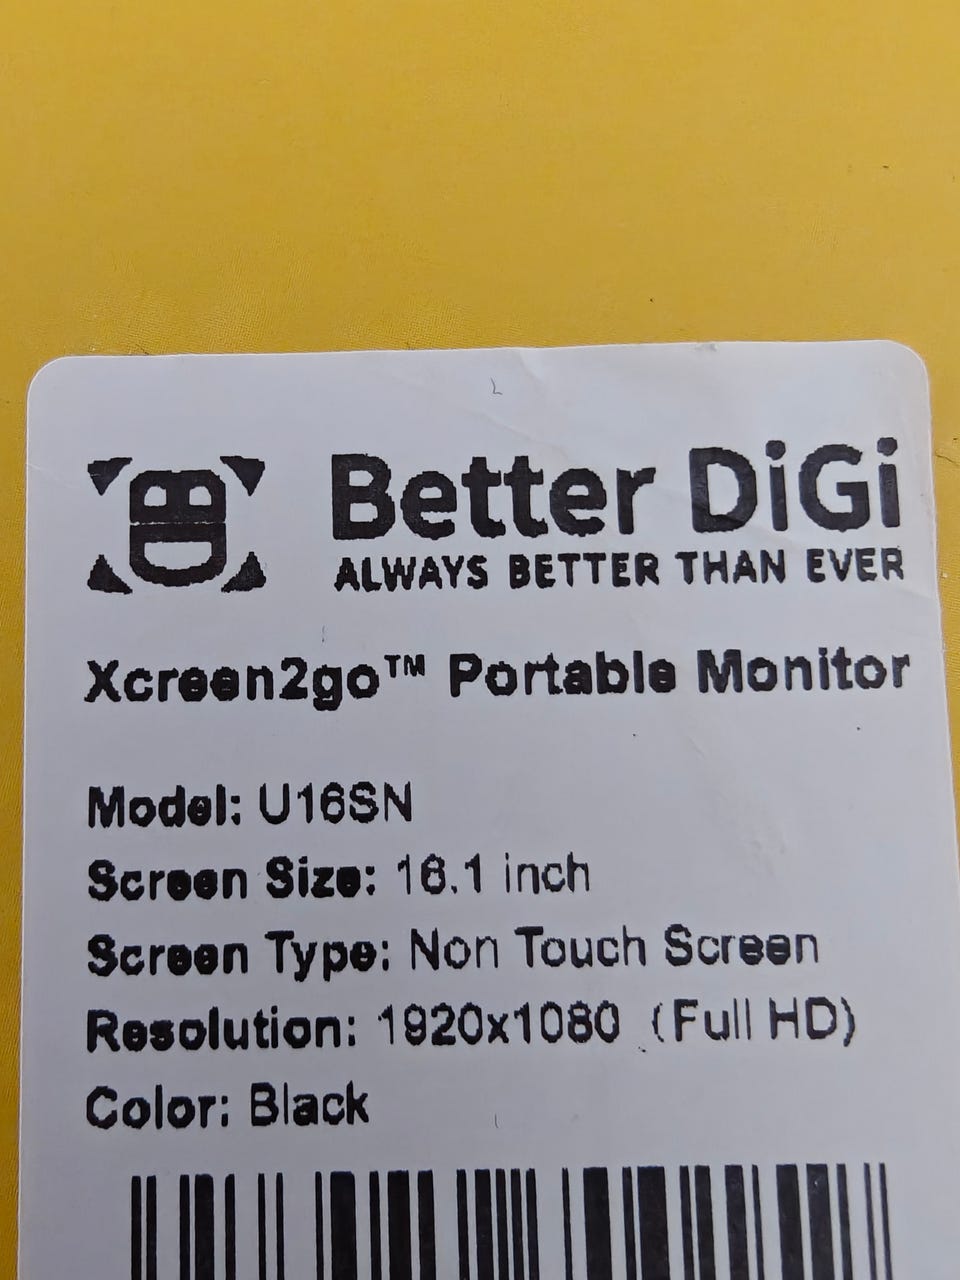 Better DiGi
ALWAYS BETTER THAN EVER
Xcreen2go™ Portable Monitor
Model: U16SN
Screen Size: 16.1 inch
Screen Type: Non Touch Screen
Resolution: 1920x1080 (Full HD)
Color: Black